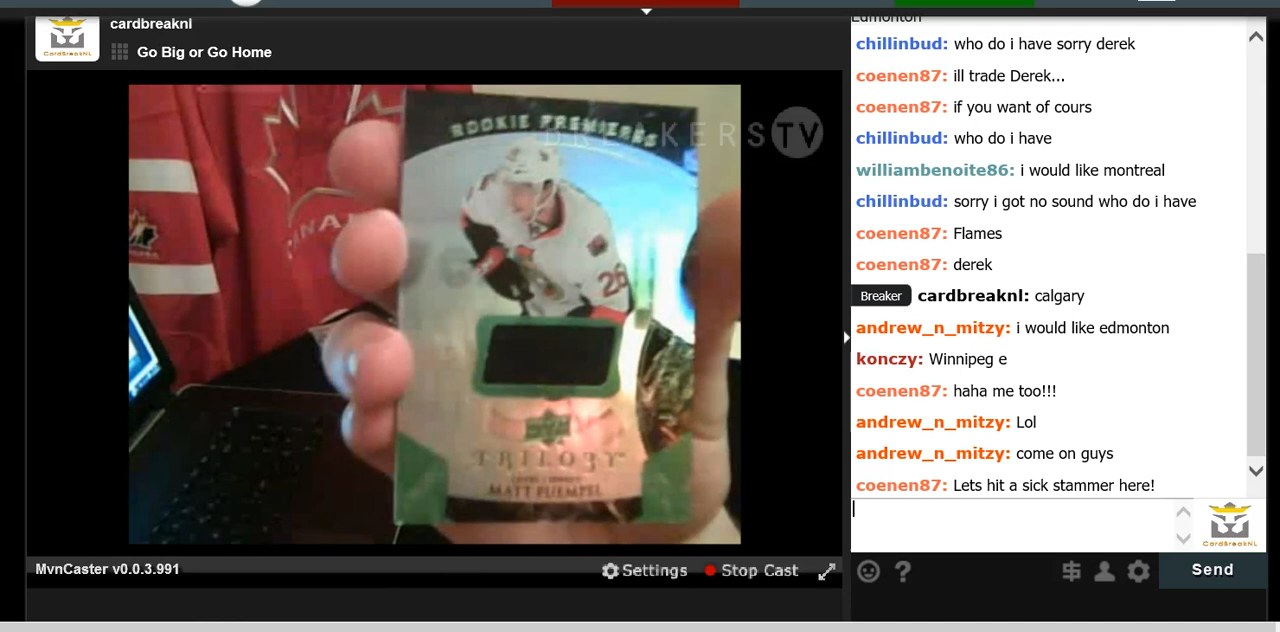 cardbreaknl
Go Big or Go Home
CARDBREAKNL
ROOKIE PREMIERES
BREAKERS TV
CANADA
26
TRILOGY
MATT PUEMPEL
MvnCaster v0.0.3.991
Settings
Stop Cast
Edmonton
chillinbud: who do i have sorry derek
coenen87: ill trade Derek...
coenen87: if you want of cours
chillinbud: who do i have
williambenoite86: i would like montreal
chillinbud: sorry i got no sound who do i have
coenen87: Flames
coenen87: derek
Breaker cardbreaknl: calgary
andrew_n_mitzy: i would like edmonton
konczy: Winnipeg e
coenen87: haha me too!!!
andrew_n_mitzy: Lol
andrew_n_mitzy: come on guys
coenen87: Lets hit a sick stammer here!
CARDBREAKNL
Send